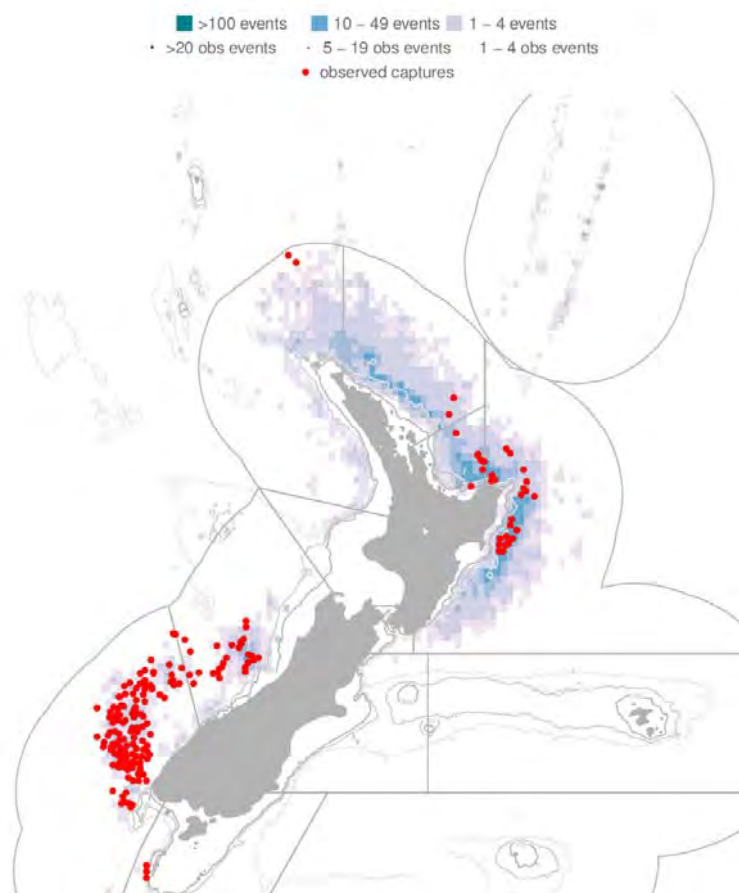 >100 events 10 – 49 events 1 – 4 events
>20 obs events 5 – 19 obs events 1 – 4 obs events
observed captures